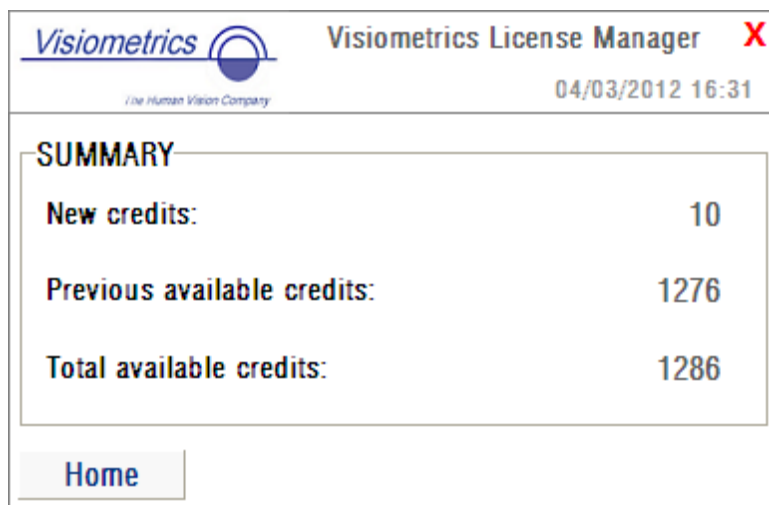 Visiometrics
The Human Vision Company
Visiometrics License Manager X
04/03/2012 16:31
SUMMARY
New credits: 10
Previous available credits: 1276
Total available credits: 1286
Home